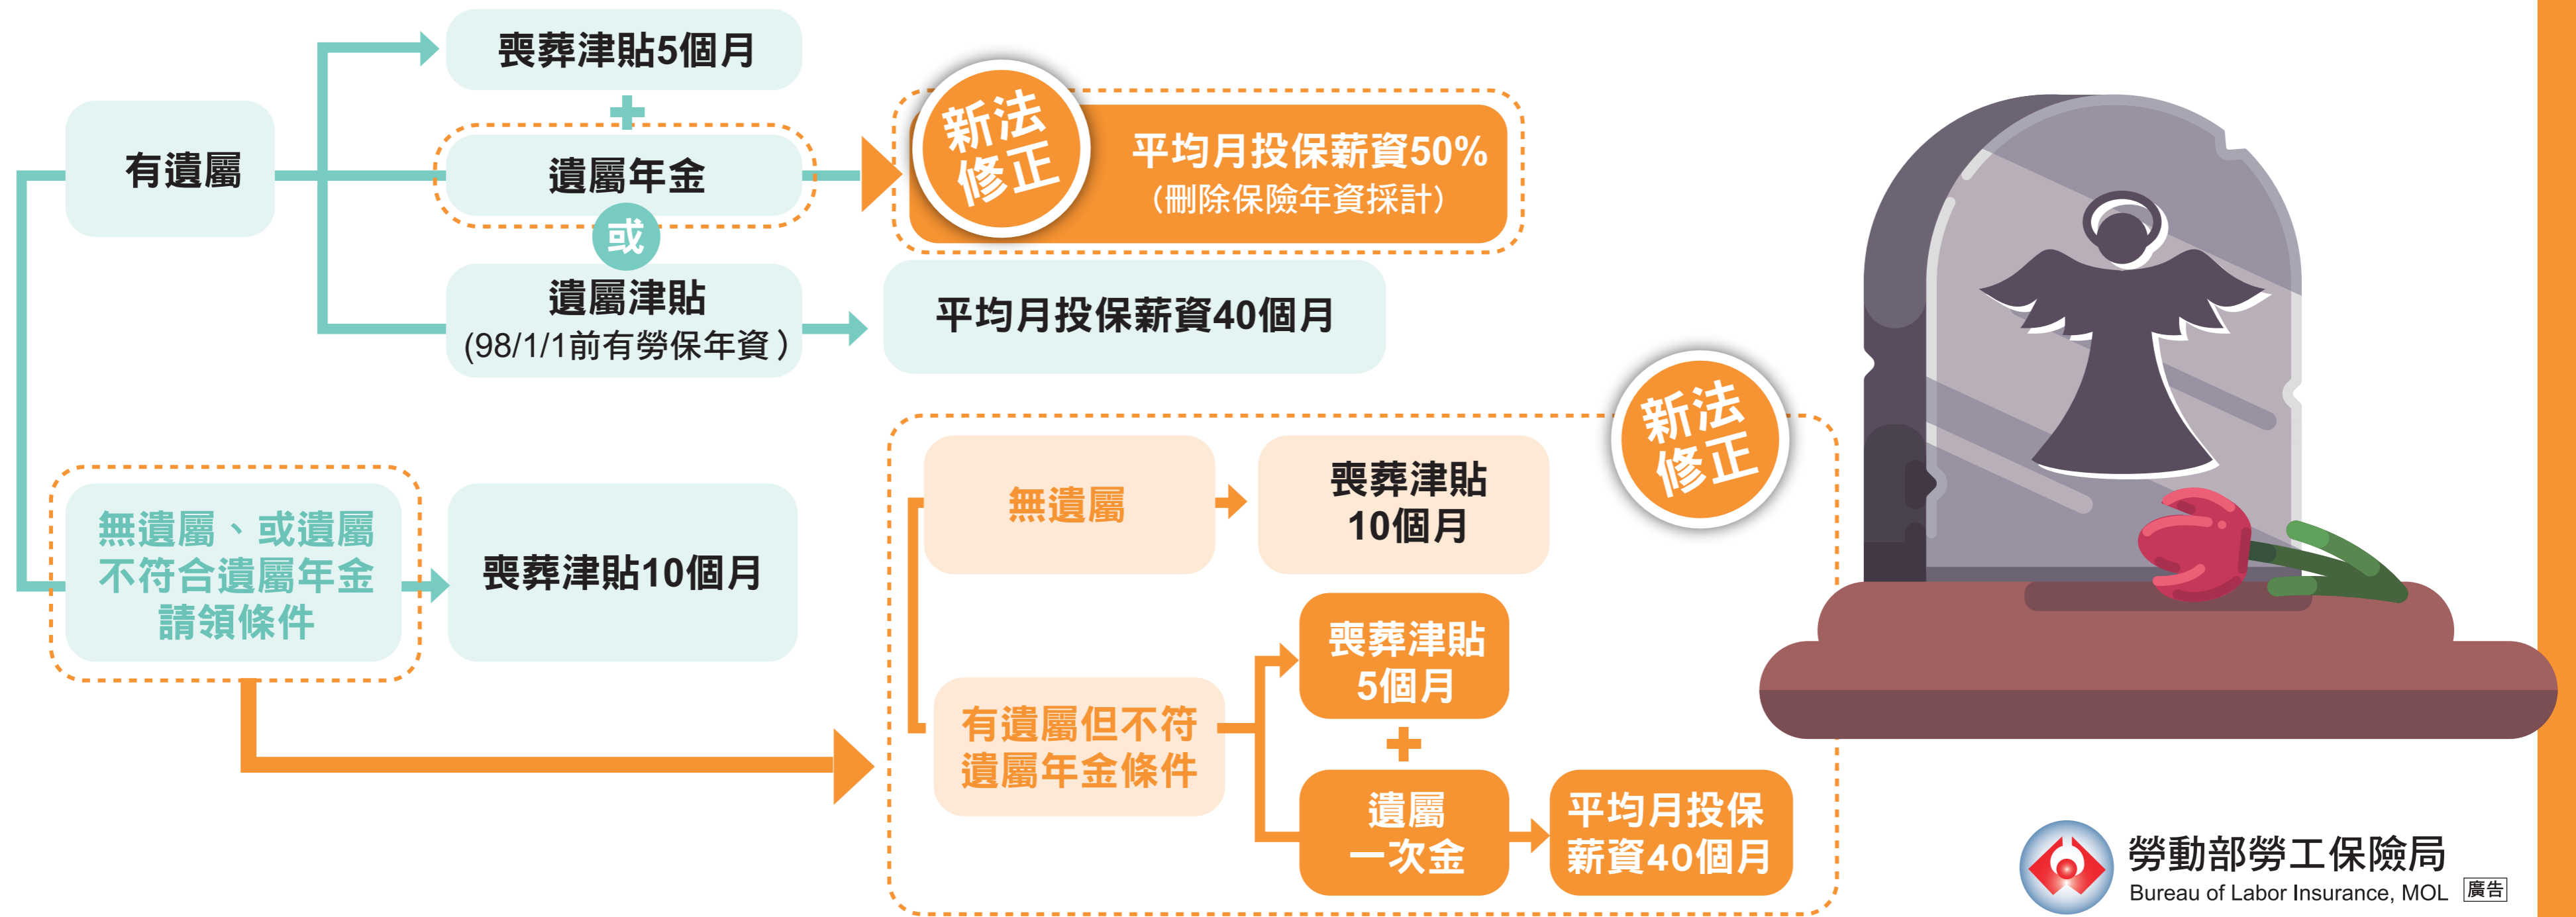 有遺屬
喪葬津貼5個月
遺屬年金
或
遺屬津貼
(98/1/1前有勞保年資）
新法
修正
平均月投保薪資50%
（刪除保險年資採計）
平均月投保薪資40個月
無遺屬、或遺屬
不符合遺屬年金
請領條件
喪葬津貼10個月
新法
修正
無遺屬
喪葬津貼
10個月
有遺屬但不符
遺屬年金條件
喪葬津貼
5個月
遺屬
一次金
平均月投保
薪資40個月
勞動部勞工保險局
Bureau of Labor Insurance, MOL 廣告